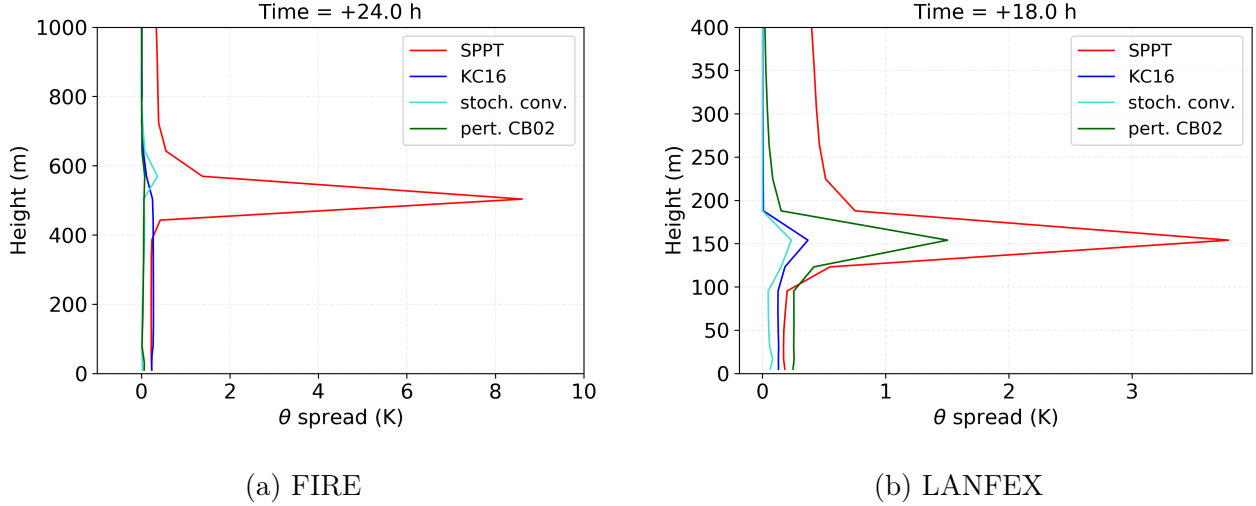 Time = +24.0 h
1000
800
600
400
200
0
Height (m)
0
2
4
6
8
10
θ spread (K)
SPPT
KC16
stoch. conv.
pert. CB02
(a) FIRE
Time = +18.0 h
400
350
300
250
200
150
100
50
0
Height (m)
0
1
2
3
θ spread (K)
SPPT
KC16
stoch. conv.
pert. CB02
(b) LANFEX